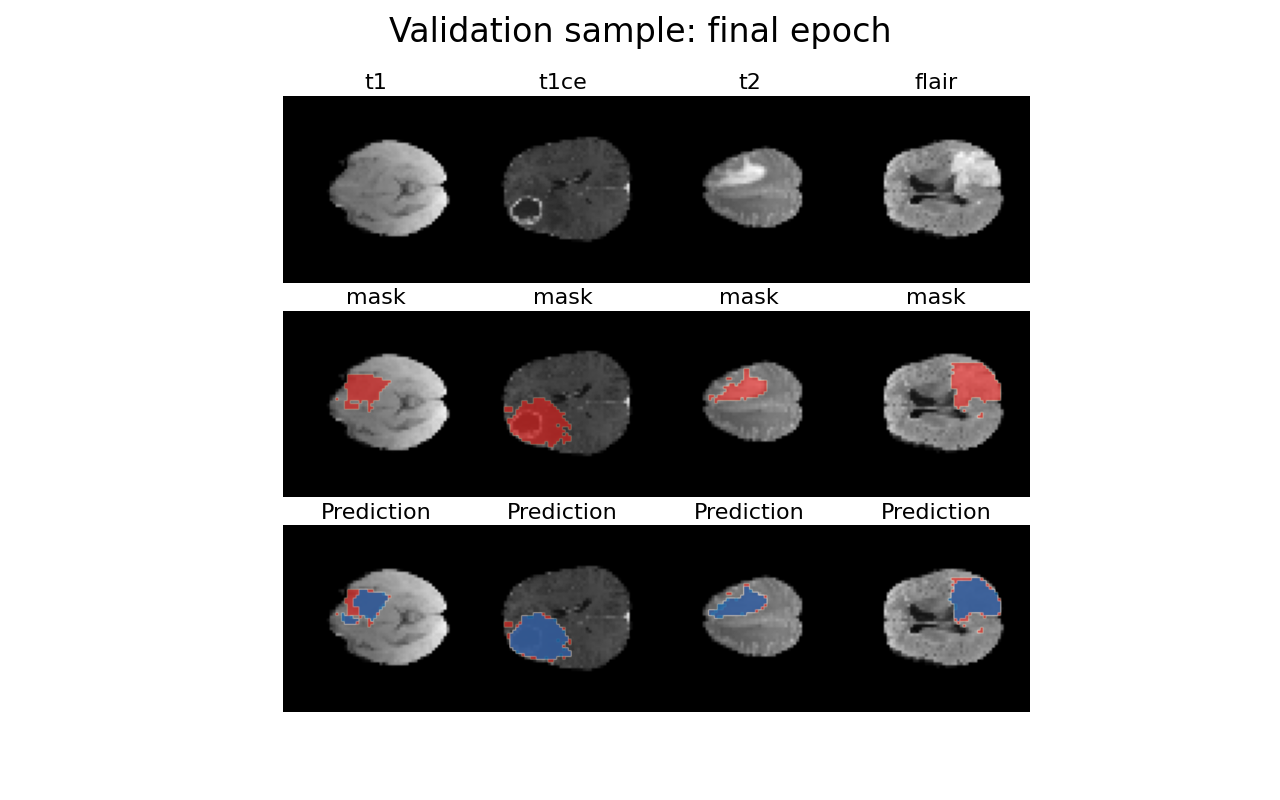 Validation sample: final epoch
t1 t1ce t2 flair
mask mask mask mask
Prediction Prediction Prediction Prediction